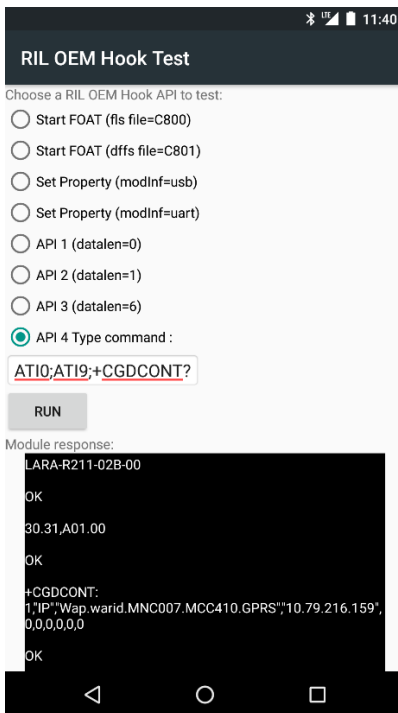 LTE 11:40
RIL OEM Hook Test
Choose a RIL OEM Hook API to test:
Start FOAT (fls file=C800)
Start FOAT (dffs file=C801)
Set Property (modInf=usb)
Set Property (modInf=uart)
API 1 (datalen=0)
API 2 (datalen=1)
API 3 (datalen=6)
API 4 Type command :
ATI0;ATI9;+CGDCONT?
RUN
Module response:
LARA-R211-02B-00
OK
30.31,A01.00
OK
+CGDCONT:
1,"IP","Wap.warid.MNC007.MCC410.GPRS","10.79.216.159",
0,0,0,0,0,0
OK